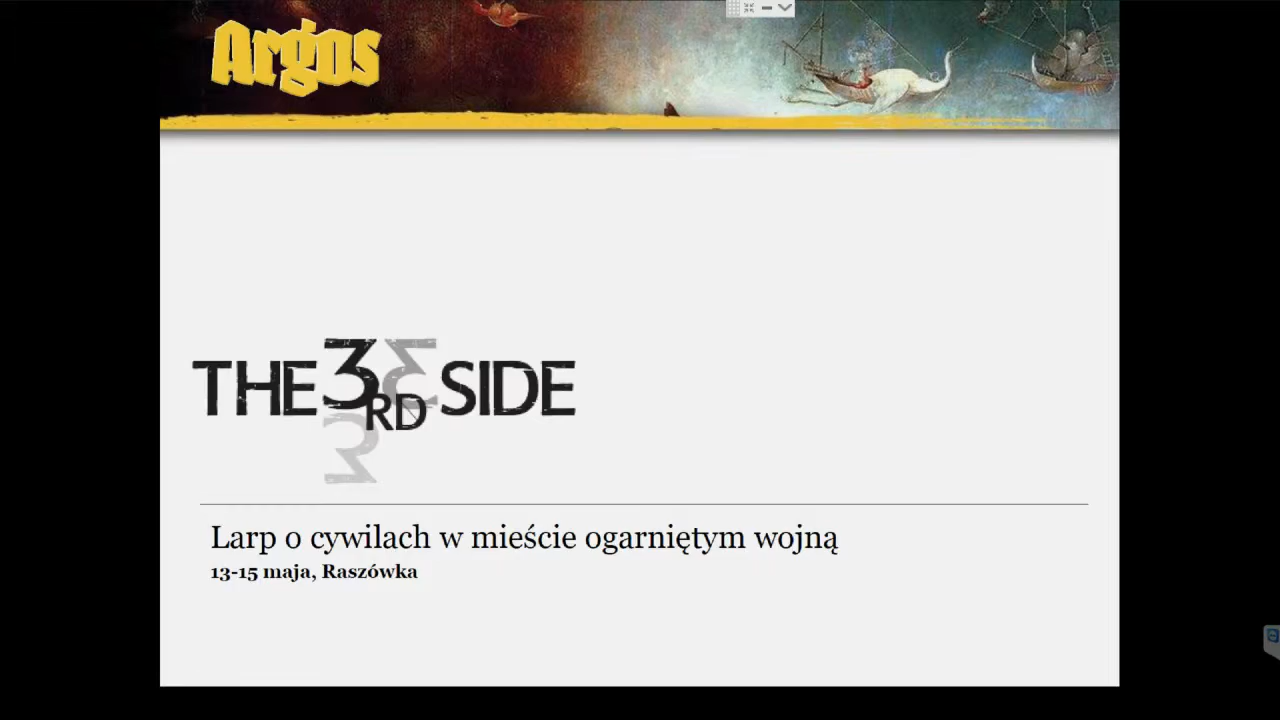 Argos
THE 3RD SIDE
Larp o cywilach w mieście ogarniętym wojną
13-15 maja, Raszówka